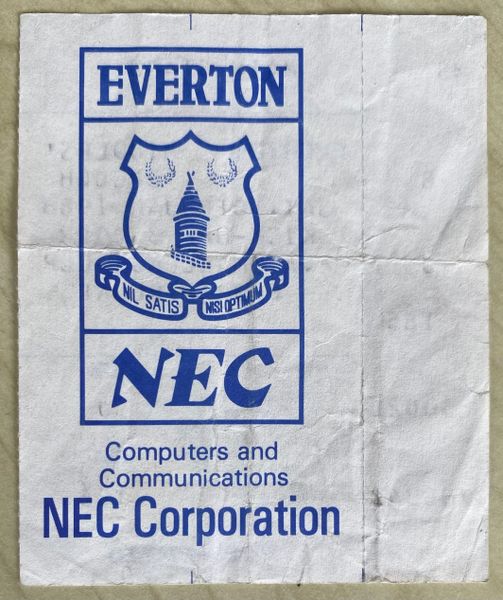 EVERTON
NIL SATIS NISI OPTIMUM
NEC
Computers and
Communications
NEC Corporation